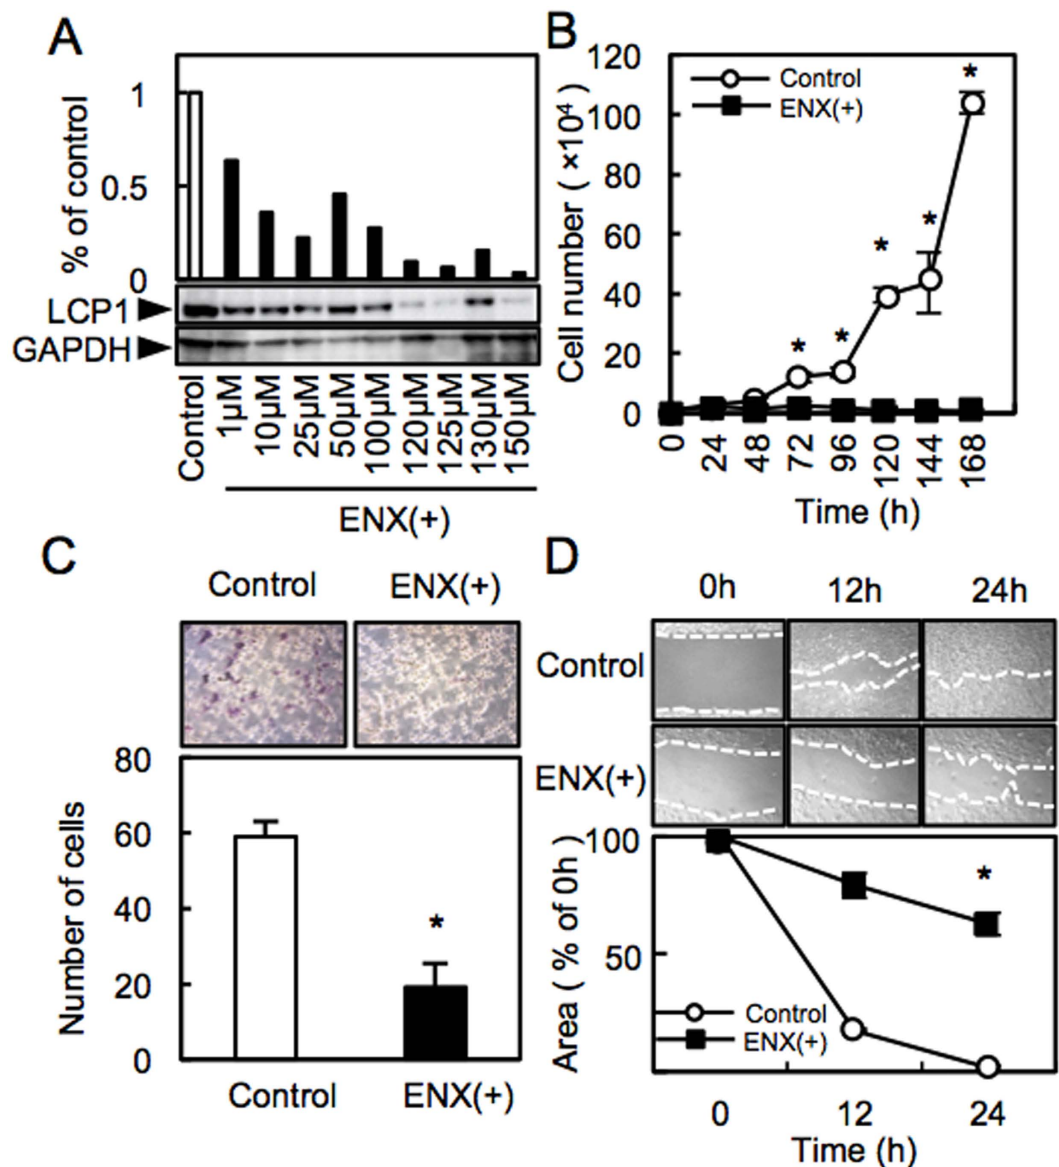 A
1
0.5
0
% of control
LCP1
GAPDH
Control
1μM
10μM
25μM
50μM
100μM
120μM
125μM
130μM
150μM
ENX(+)
B
120
100
80
60
40
20
0
Cell number ( ×10⁴ )
Control
ENX(+)
*
*
*
*
*
0
24
48
72
96
120
144
168
Time (h)
C
Control
ENX(+)
80
60
40
20
0
Number of cells
*
Control
ENX(+)
D
0h
12h
24h
Control
ENX(+)
100
50
Area ( % of 0h )
*
Control
ENX(+)
0
12
24
Time (h)